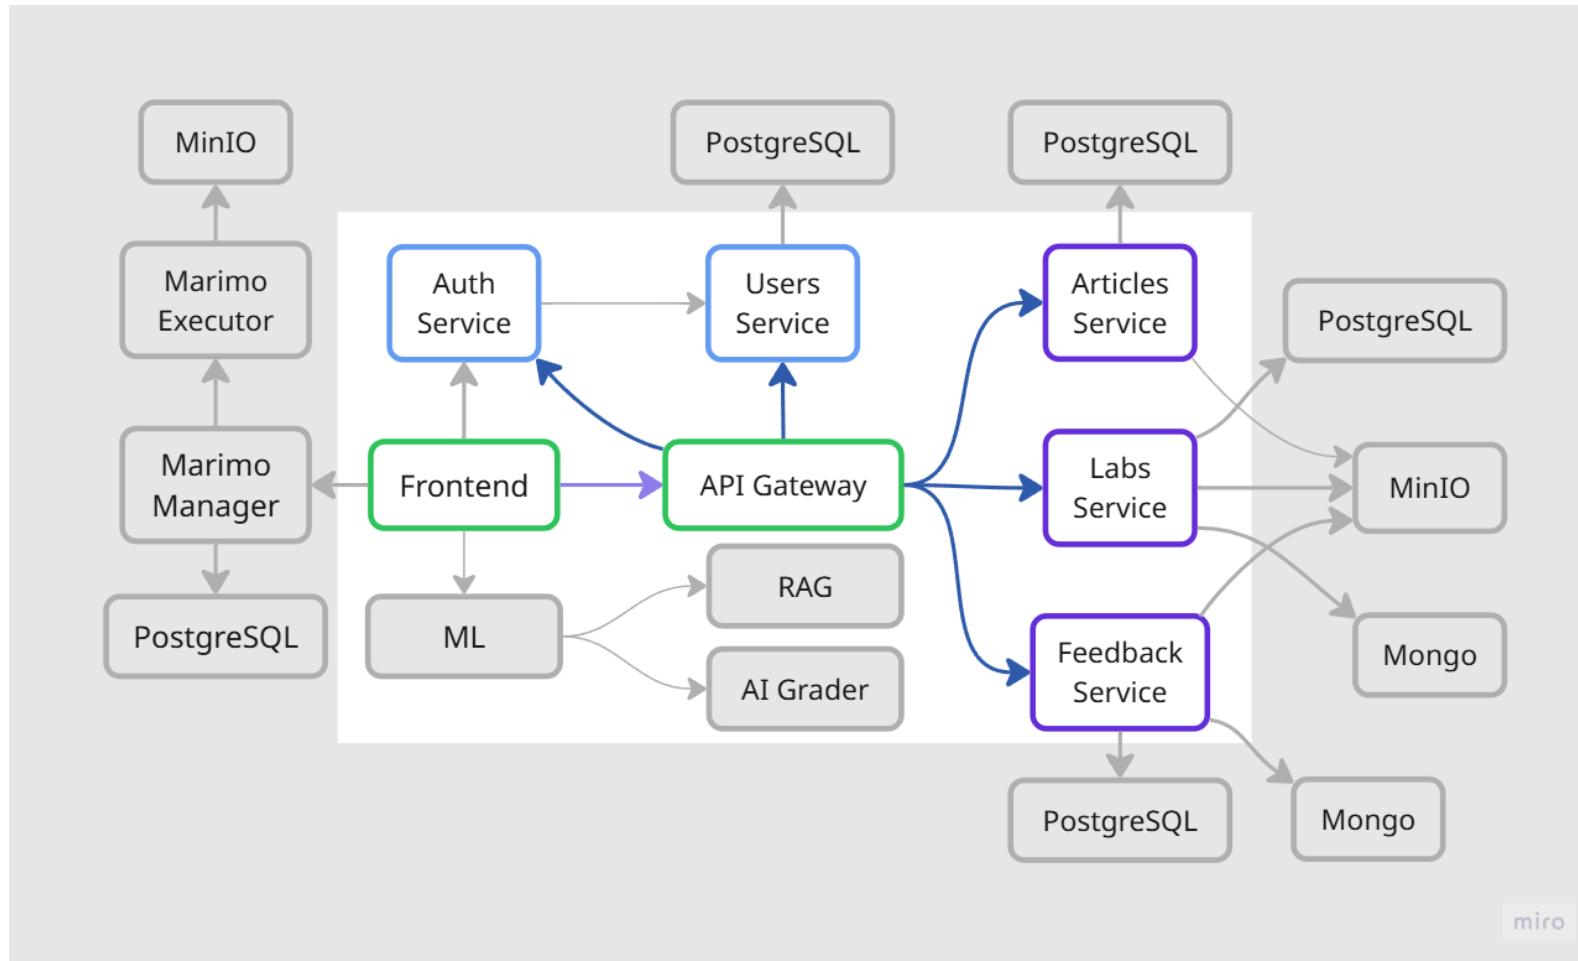 MinIO
PostgreSQL
PostgreSQL
Marimo
Executor
Auth
Service
Users
Service
Articles
Service
PostgreSQL
Marimo
Manager
Frontend
API Gateway
Labs
Service
MinIO
RAG
PostgreSQL
ML
AI Grader
Feedback
Service
Mongo
PostgreSQL
Mongo
miro